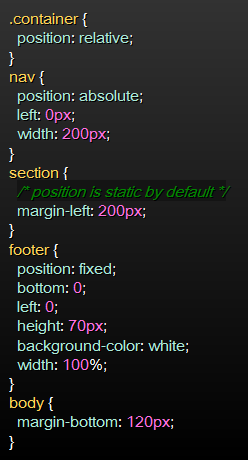 .container {
position: relative;
}
nav {
position: absolute;
left: 0px;
width: 200px;
}
section {
/* position is static by default */
margin-left: 200px;
}
footer {
position: fixed;
bottom: 0;
left: 0;
height: 70px;
background-color: white;
width: 100%;
}
body {
margin-bottom: 120px;
}